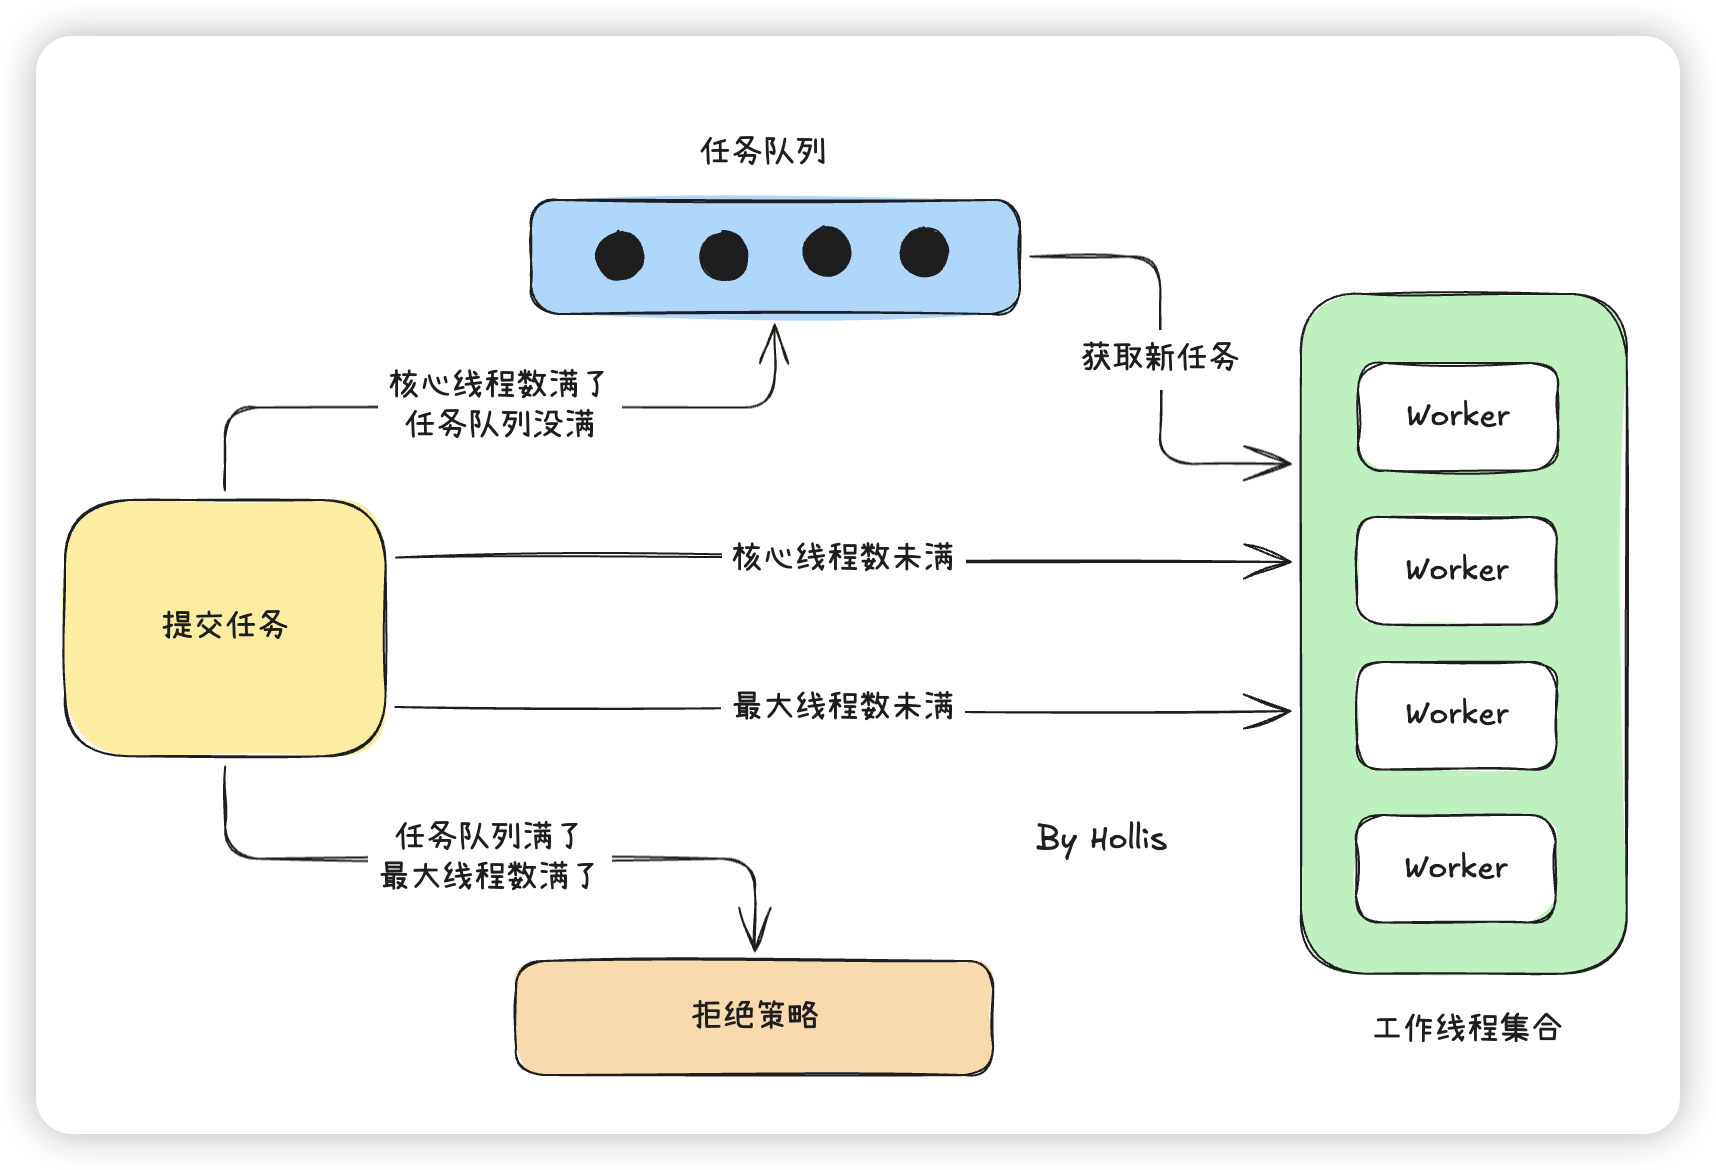 任务队列
获取新任务
核心线程数满了
任务队列没满
Worker
核心线程数未满
Worker
提交任务
最大线程数未满
Worker
任务队列满了
最大线程数满了
By Hollis
Worker
拒绝策略
工作线程集合